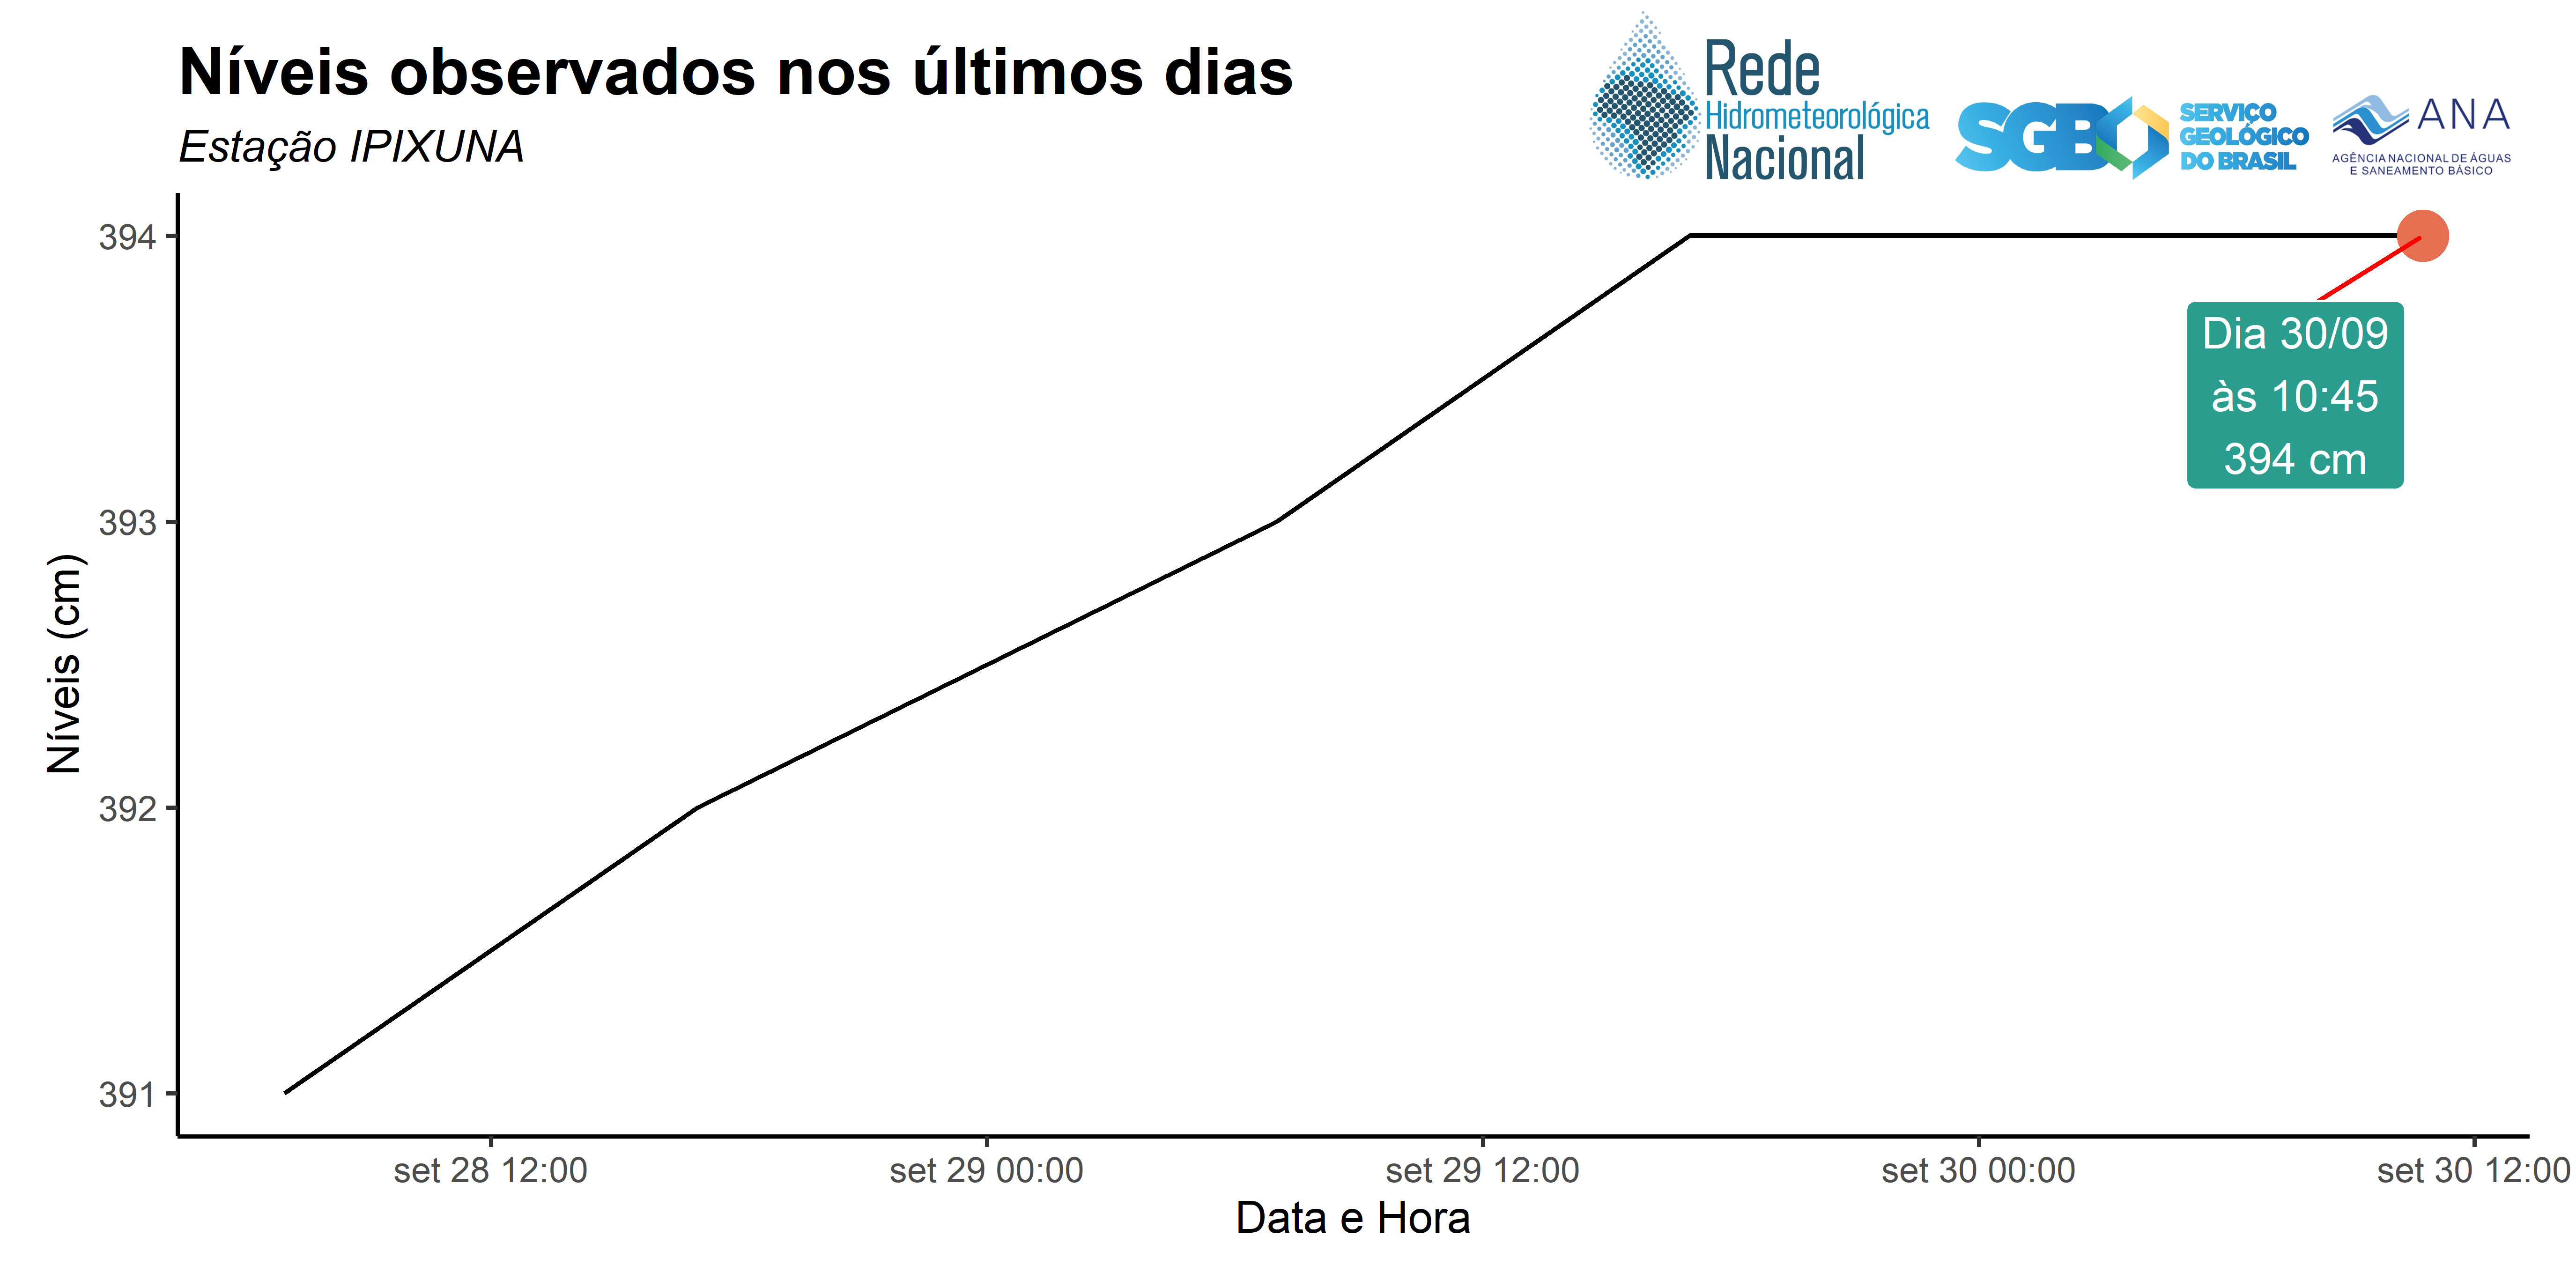 Níveis observados nos últimos dias
Estação IPIXUNA
Rede
Hidrometeorológica
Nacional
SGB
SERVIÇO
GEOLÓGICO
DO BRASIL
ANA
AGÊNCIA NACIONAL DE ÁGUAS
E SANEAMENTO BÁSICO
394
393
392
391
Níveis (cm)
Dia 30/09
às 10:45
394 cm
set 28 12:00
set 29 00:00
set 29 12:00
set 30 00:00
set 30 12:00
Data e Hora